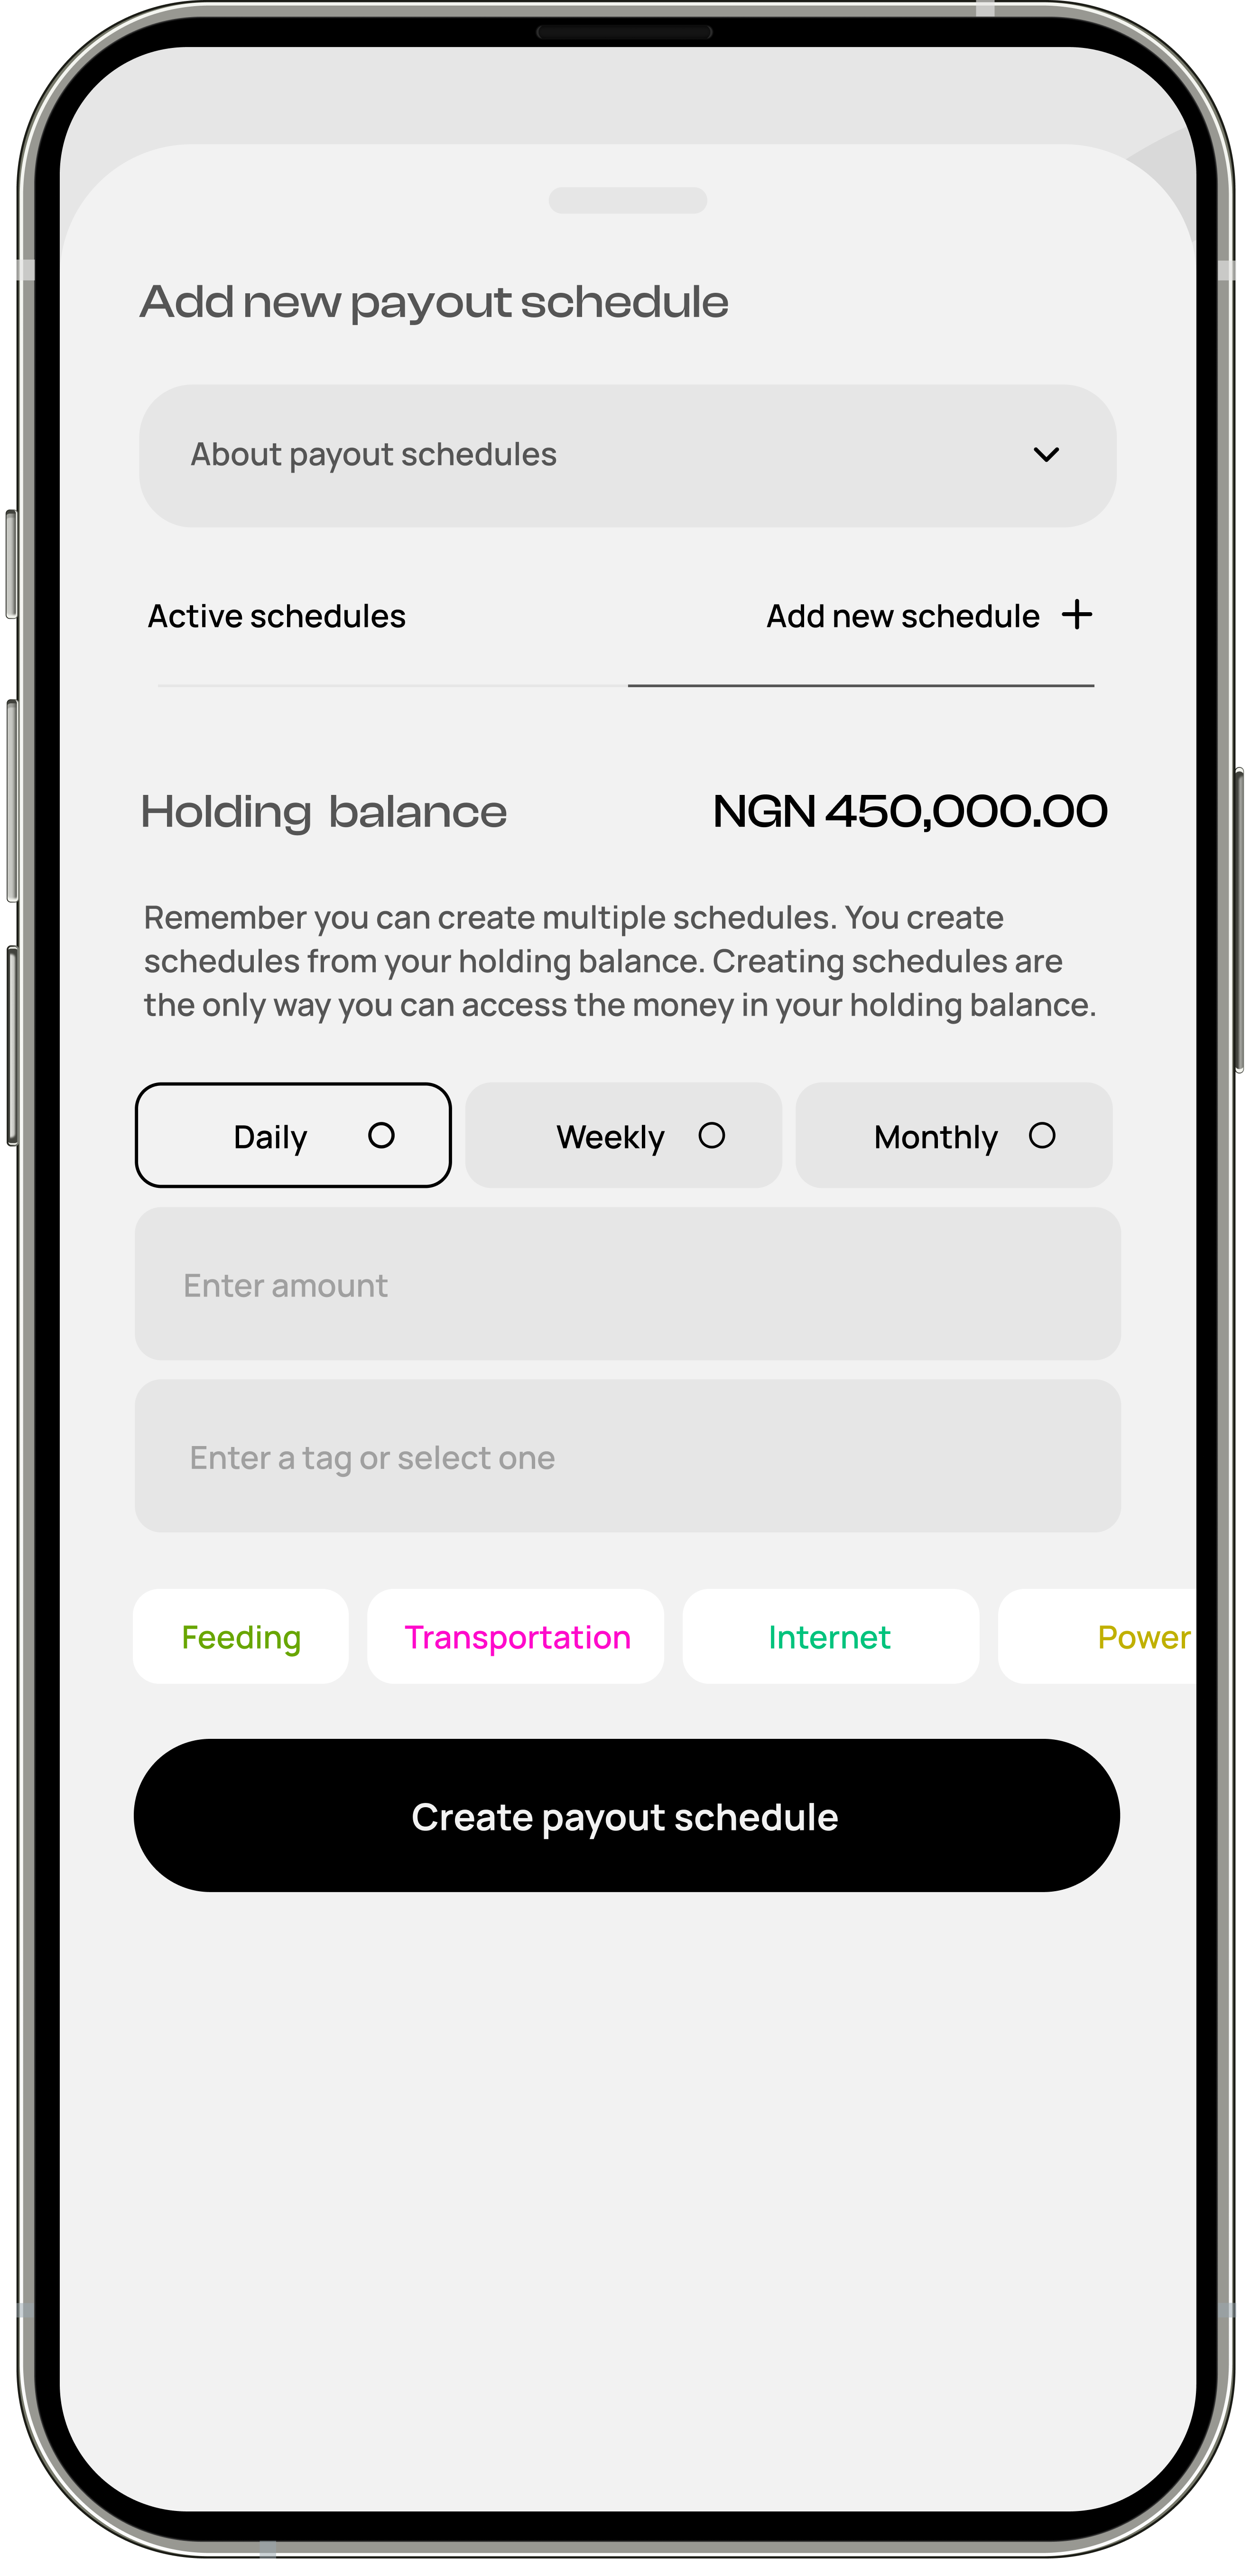 Add new payout schedule
About payout schedules
Active schedules
Add new schedule
Holding balance
NGN 450,000.00
Remember you can create multiple schedules. You create
schedules from your holding balance. Creating schedules are
the only way you can access the money in your holding balance.
Daily
Weekly
Monthly
Enter amount
Enter a tag or select one
Feeding
Transportation
Internet
Power
Create payout schedule